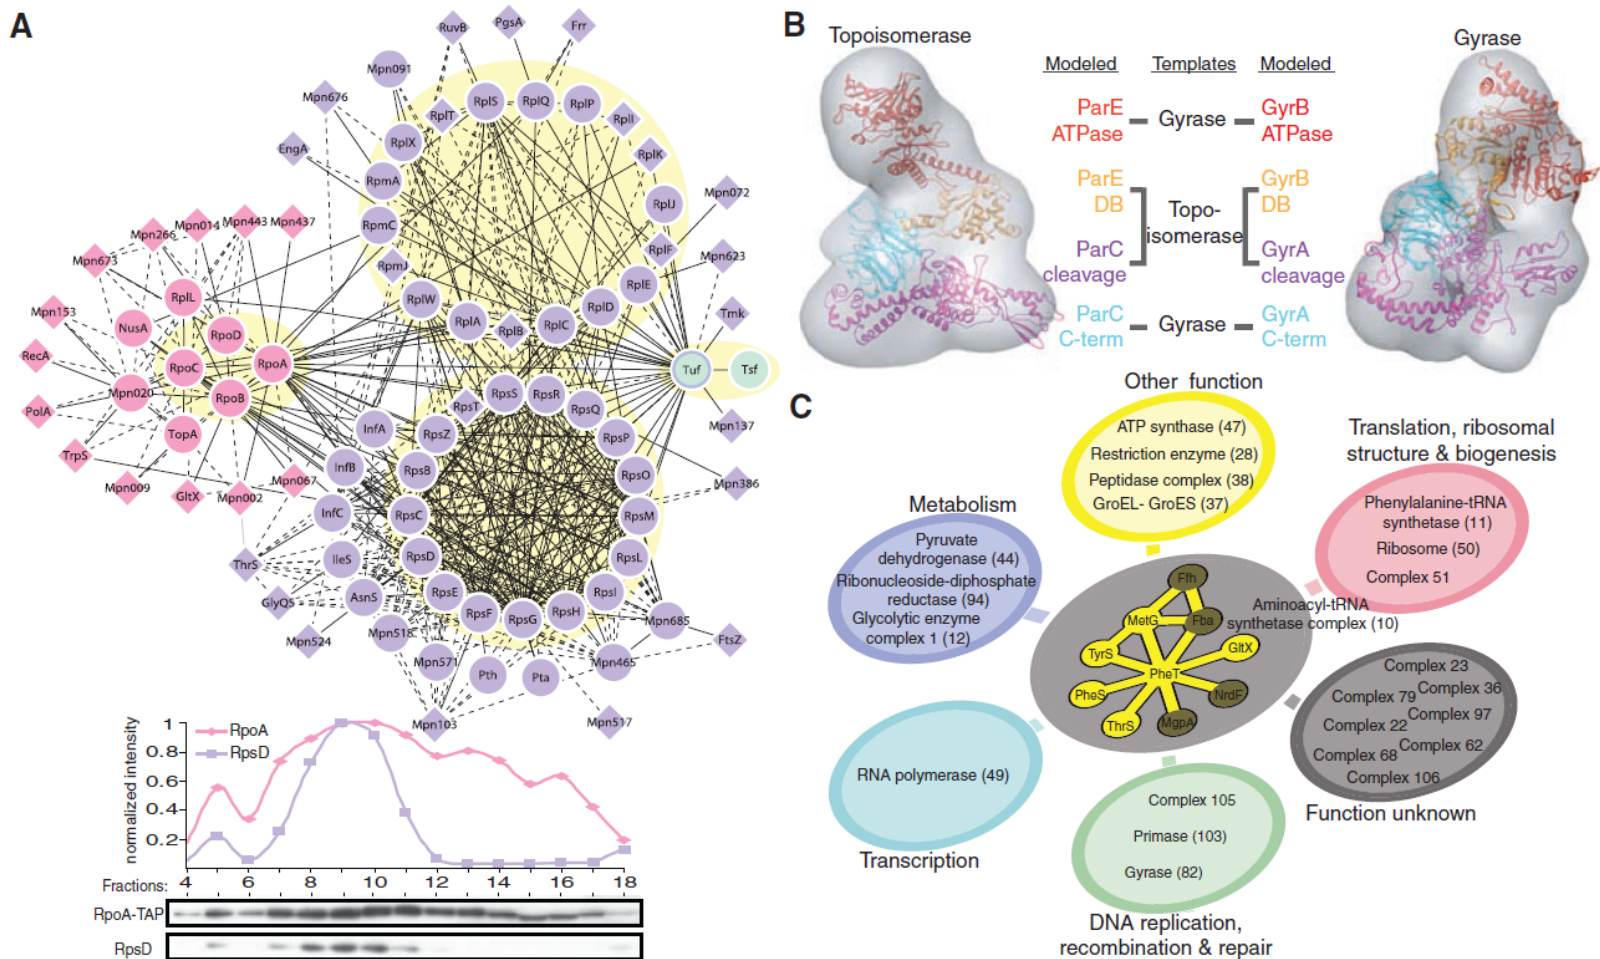 A
RuvB
PgsA
Frr
Mpn091
Mpn676
RplT
RplS
RplQ
RplP
RplI
EngA
RplX
RplK
RpmA
Mpn072
RplJ
Mpn014
Mpn443
Mpn437
Mpn266
RpmC
Mpn673
RplF
Mpn623
RpmJ
RplE
RplL
RplW
RplD
Mpn153
NusA
RpoD
RplA
RplB
RplC
Tmk
RecA
RpoC
RpoA
Tuf
Tsf
Mpn020
RpoB
RpsT
RpsS
RpsR
RpsQ
PolA
TopA
InfA
RpsZ
RpsP
Mpn137
TrpS
InfB
RpsB
RpsO
Mpn009
GltX
Mpn002
Mpn067
Mpn386
InfC
RpsC
RpsM
ThrS
IleS
RpsD
RpsL
GlyQS
AsnS
RpsE
RpsF
RpsG
RpsH
RpsI
Mpn524
Mpn518
Mpn685
FtsZ
Mpn571
Pth
Pta
Mpn465
Mpn103
Mpn517
normalized intensity
1
0.8
0.6
0.4
0.2
RpoA
RpsD
Fractions: 4 6 8 10 12 14 16 18
RpoA-TAP
RpsD
B
Topoisomerase
Gyrase
Modeled Templates Modeled
ParE
ATPase
Gyrase
GyrB
ATPase
ParE
DB
GyrB
DB
Topo-
isomerase
ParC
cleavage
GyrA
cleavage
ParC
C-term
Gyrase
GyrA
C-term
C
Other function
ATP synthase (47)
Restriction enzyme (28)
Peptidase complex (38)
GroEL- GroES (37)
Translation, ribosomal
structure & biogenesis
Phenylalanine-tRNA
synthetase (11)
Ribosome (50)
Complex 51
Metabolism
Pyruvate
dehydrogenase (44)
Ribonucleoside-diphosphate
reductase (94)
Glycolytic enzyme
complex 1 (12)
Aminoacyl-tRNA
synthetase complex (10)
Ffh
MetG
Fba
TyrS
GltX
PheT
PheS
NrdF
ThrS
MgpA
Complex 23
Complex 79
Complex 36
Complex 22
Complex 97
Complex 68
Complex 62
Complex 106
Function unknown
RNA polymerase (49)
Transcription
Complex 105
Primase (103)
Gyrase (82)
DNA replication,
recombination & repair